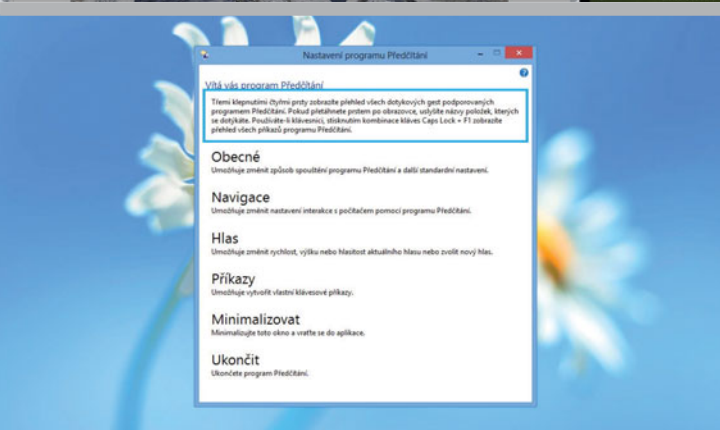 Nastavení programu Předčítání
Vítá vás program Předčítání
Třemi klepnutími čtyřmi prsty zobrazíte přehled všech dotykových gest podporovaných
programem Předčítání. Pokud přetáhnete prstem po obrazovce, uslyšíte názvy položek, kterých
se dotýkáte. Používáte-li klávesnici, stisknutím kombinace kláves Caps Lock + F1 zobrazíte
přehled všech příkazů programu Předčítání.
Obecné
Umožňuje změnit způsob spouštění programu Předčítání a další standardní nastavení.
Navigace
Umožňuje změnit nastavení interakce s počítačem pomocí programu Předčítání.
Hlas
Umožňuje změnit rychlost, výšku nebo hlasitost aktuálního hlasu nebo zvolit nový hlas.
Příkazy
Umožňuje vytvořit vlastní klávesové příkazy.
Minimalizovat
Minimalizujte toto okno a vraťte se do aplikace.
Ukončit
Ukončete program Předčítání.